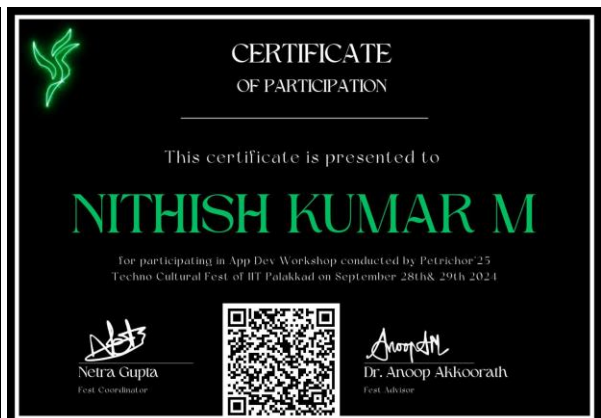 CERTIFICATE
OF PARTICIPATION
This certificate is presented to
NITHISH KUMAR M
for participating in App Dev Workshop conducted by Petrichor'25
Techno Cultural Fest of IIT Palakkad on September 28th& 29th 2024
Netra Gupta
Fest Coordinator
AnoopAM
Dr. Anoop Akkoorath
Fest Advisor